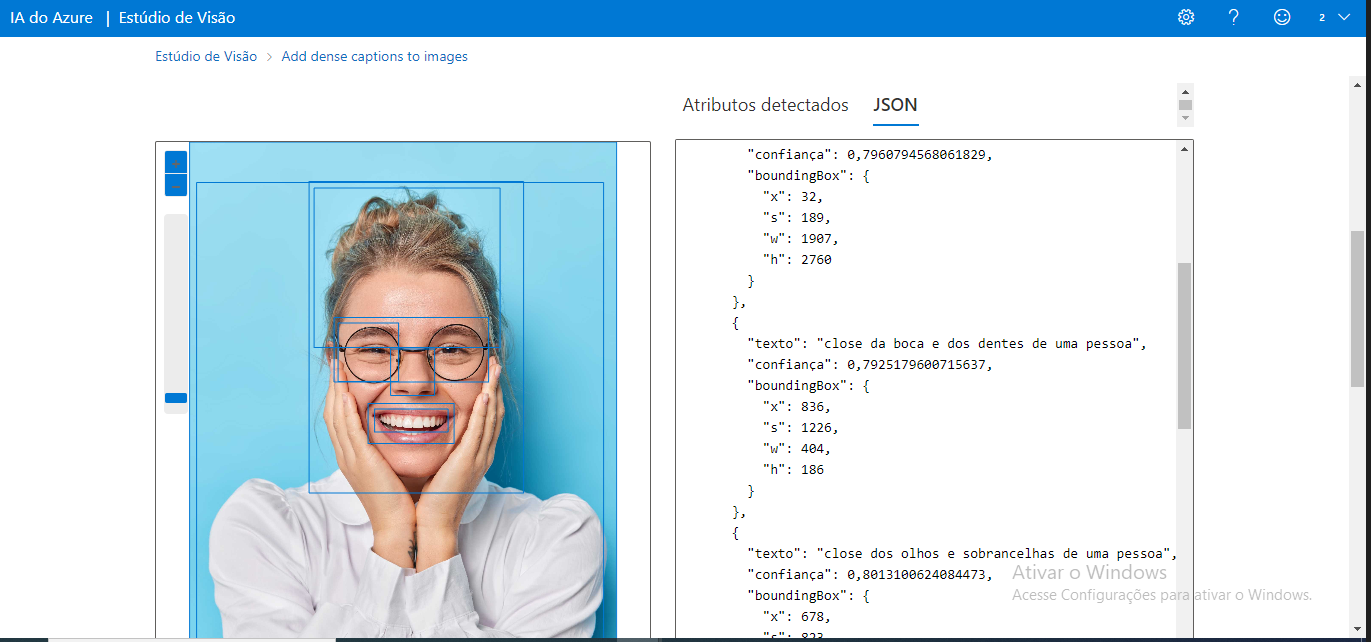 IA do Azure | Estúdio de Visão
2
Estúdio de Visão > Add dense captions to images
Atributos detectados JSON
"confiança": 0,7960794568061829,
"boundingBox": {
"x": 32,
"s": 189,
"w": 1907,
"h": 2760
}
},
{
"texto": "close da boca e dos dentes de uma pessoa",
"confiança": 0,7925179600715637,
"boundingBox": {
"x": 836,
"s": 1226,
"w": 404,
"h": 186
}
},
{
"texto": "close dos olhos e sobrancelhas de uma pessoa",
"confiança": 0,8013100624084473,
"boundingBox": {
"x": 678,
"s": 823
Ativar o Windows
Acesse Configurações para ativar o Windows.